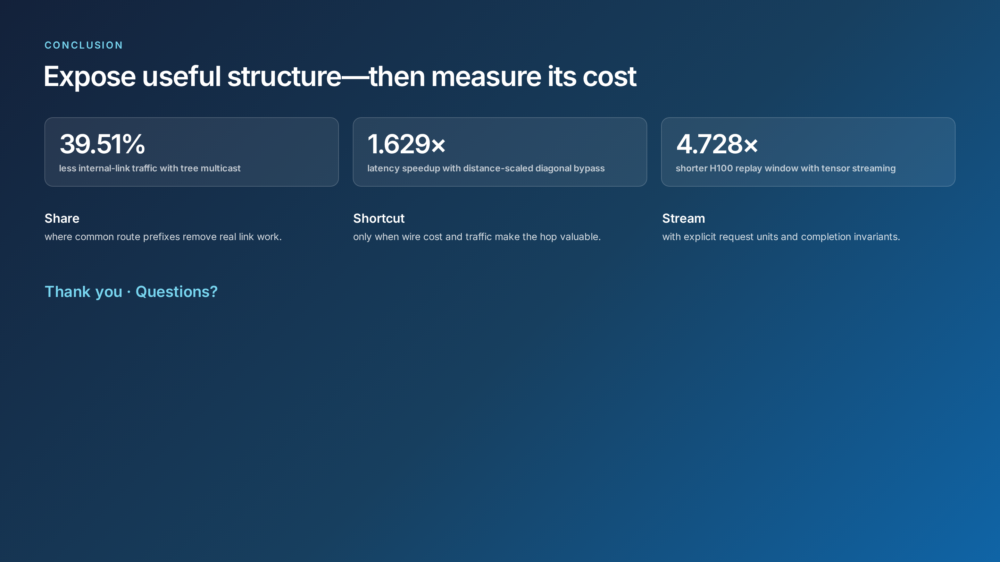 CONCLUSION
Expose useful structure—then measure its cost
39.51%
less internal-link traffic with tree multicast
1.629×
latency speedup with distance-scaled diagonal bypass
4.728×
shorter H100 replay window with tensor streaming
Share
where common route prefixes remove real link work.
Shortcut
only when wire cost and traffic make the hop valuable.
Stream
with explicit request units and completion invariants.
Thank you · Questions?